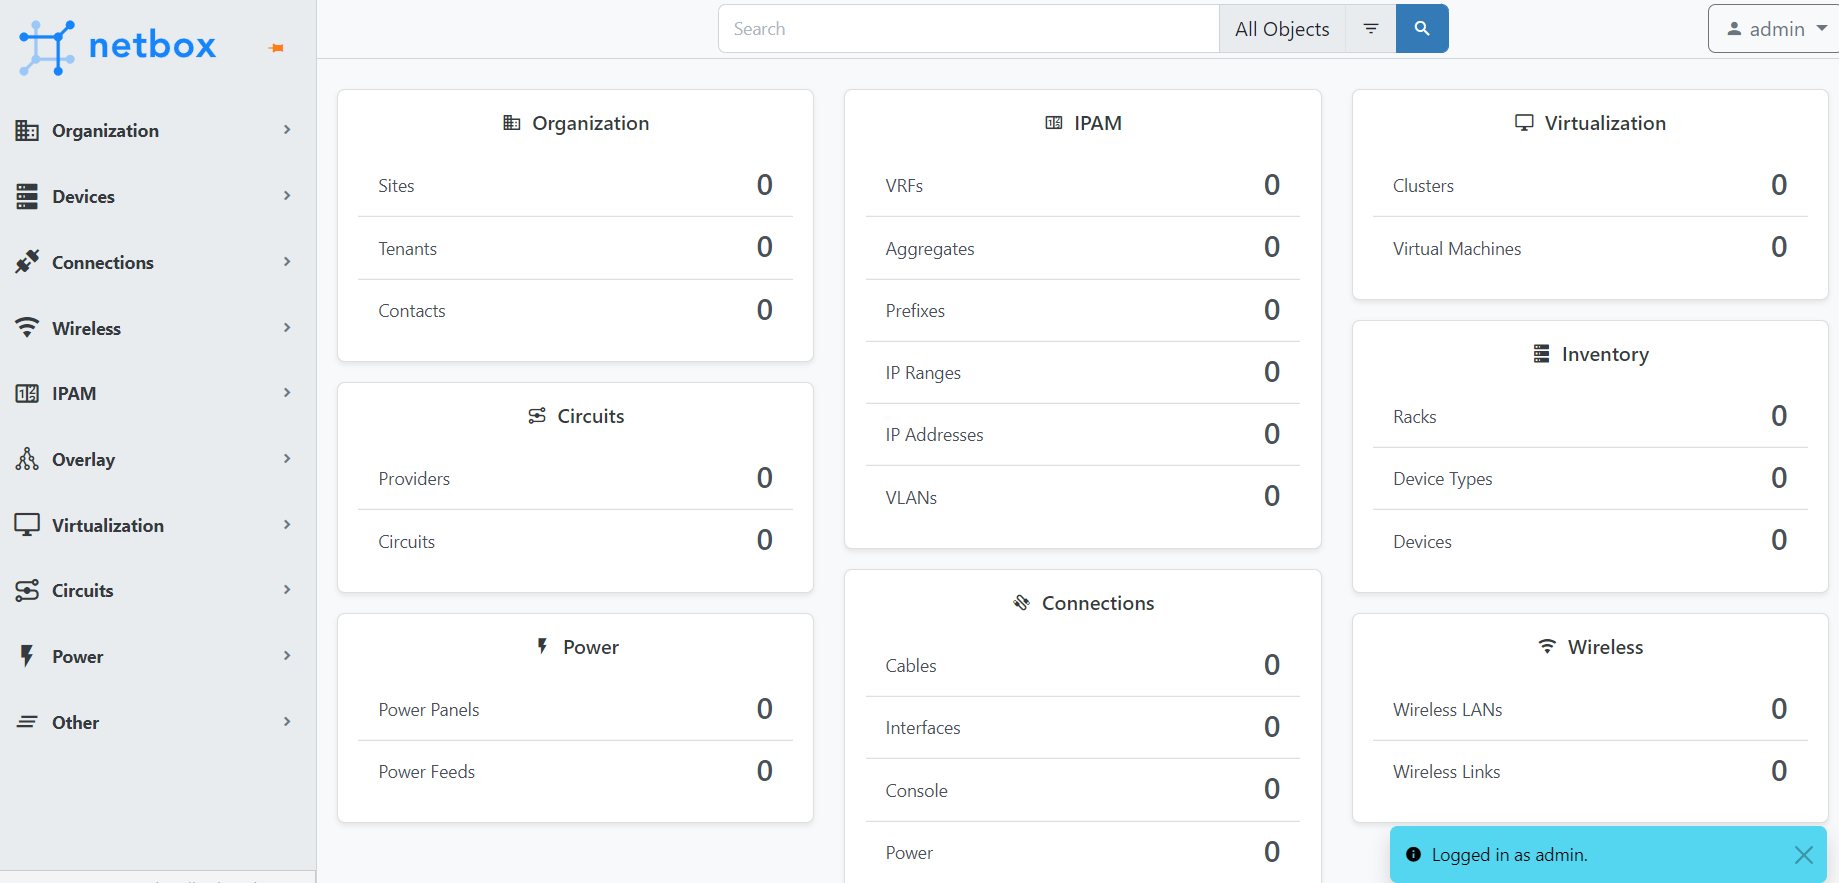 netbox
Search
All Objects
admin
Organization
Devices
Connections
Wireless
IPAM
Overlay
Virtualization
Circuits
Power
Other
Organization
Sites 0
Tenants 0
Contacts 0
Circuits
Providers 0
Circuits 0
Power
Power Panels 0
Power Feeds 0
IPAM
VRFs 0
Aggregates 0
Prefixes 0
IP Ranges 0
IP Addresses 0
VLANs 0
Connections
Cables 0
Interfaces 0
Console 0
Power 0
Virtualization
Clusters 0
Virtual Machines 0
Inventory
Racks 0
Device Types 0
Devices 0
Wireless
Wireless LANs 0
Wireless Links 0
Logged in as admin.